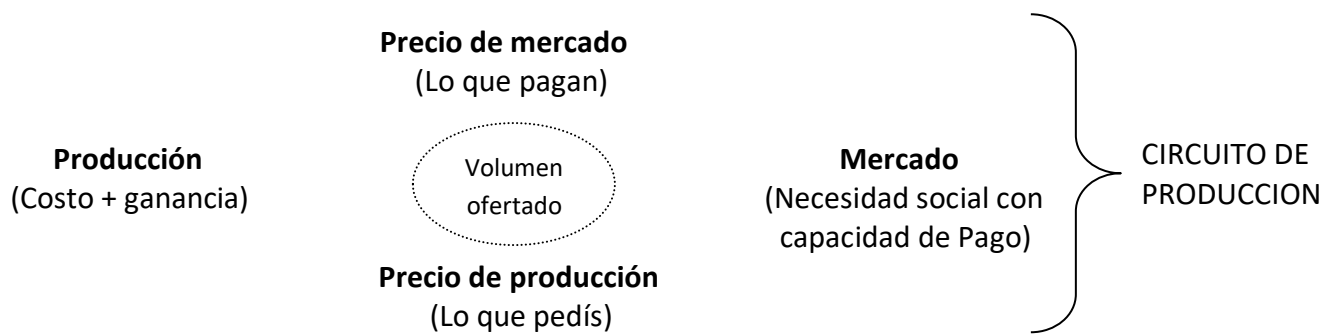 Precio de mercado
(Lo que pagan)
Producción
(Costo + ganancia)
Volumen
ofertado
Mercado
(Necesidad social con
capacidad de Pago)
CIRCUITO DE
PRODUCCION
Precio de producción
(Lo que pedís)